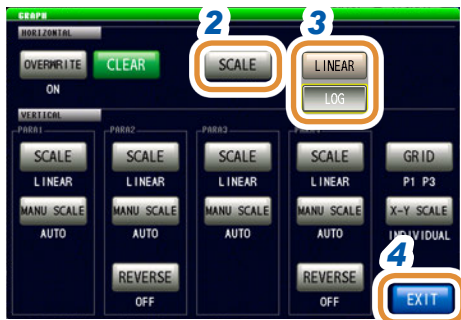 GRAPH
HORIZONTAL
2 3
OVERWRITE CLEAR SCALE LINEAR
ON LOG
VERTICAL
PARA1 PARA2 PARA3
SCALE SCALE SCALE SCALE GRID
LINEAR LINEAR LINEAR LINEAR P1 P3
MANU SCALE MANU SCALE MANU SCALE MANU SCALE X-Y SCALE
AUTO AUTO AUTO AUTO INDIVIDUAL
4
REVERSE REVERSE EXIT
OFF OFF